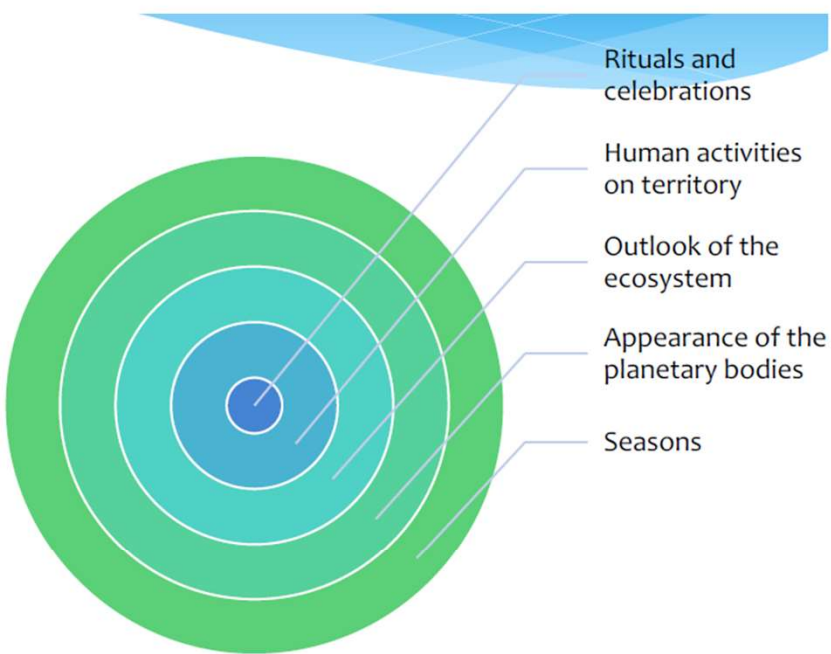 Rituals and
celebrations
Human activities
on territory
Outlook of the
ecosystem
Appearance of the
planetary bodies
Seasons